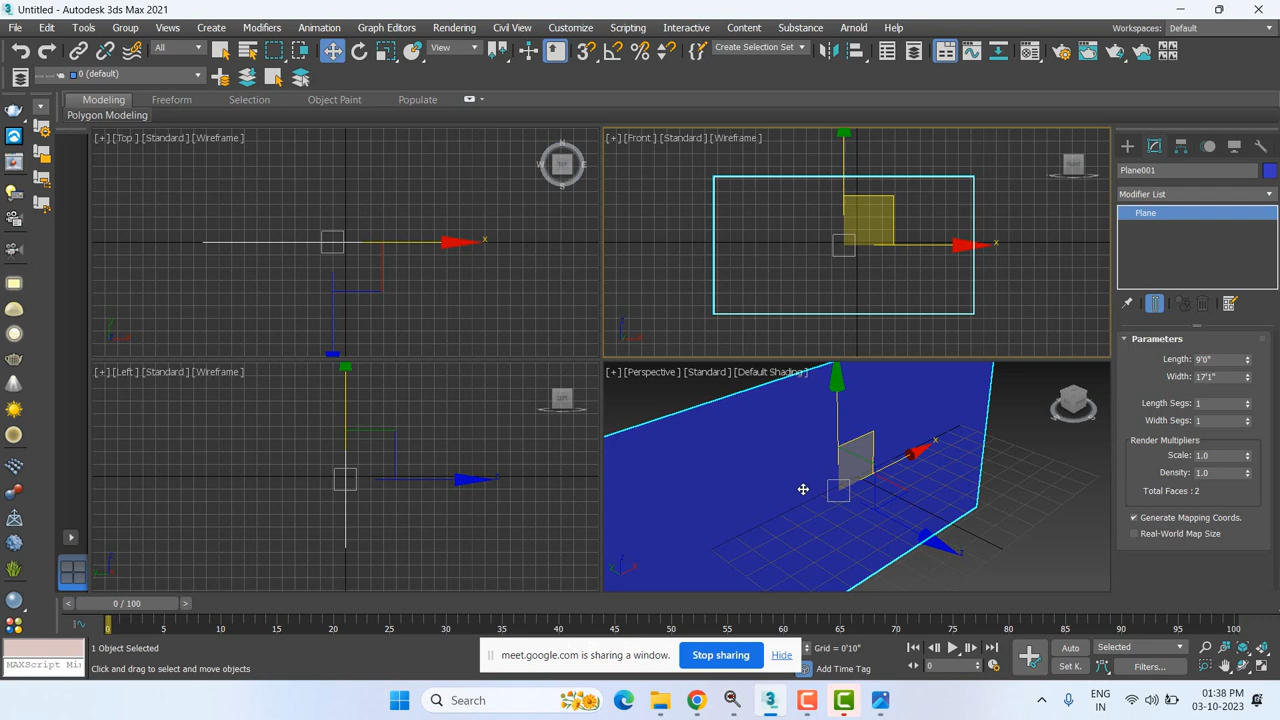 Untitled - Autodesk 3ds Max 2021
File Edit Tools Group Views Create Modifiers Animation Graph Editors Rendering Civil View Customize Scripting Interactive Content Substance Arnold Help
Workspaces: Default
All View Create Selection Set
0 (default)
Modeling Freeform Selection Object Paint Populate
Polygon Modeling
[+] [Top ] [Standard ] [Wireframe ]
[+] [Front ] [Standard ] [Wireframe ]
Plane001
Modifier List
Plane
Parameters
Length: 9'0"
Width: 17'1"
Length Segs: 1
Width Segs: 1
Render Multipliers
Scale: 1.0
Density: 1.0
Total Faces : 2
Generate Mapping Coords.
Real-World Map Size
[+] [Left ] [Standard ] [Wireframe ]
[+] [Perspective ] [Standard ] [Default Shading ]
< 0 / 100 >
0 5 10 15 20 25 30 35 40 45 50 55 60 65 70 75 80 85 90 95 100
MAXScript Mi
1 Object Selected
Click and drag to select and move objects
meet.google.com is sharing a window. Stop sharing Hide
Grid = 0'10"
Add Time Tag
0
Auto Selected
Set K. Filters...
Search
ENG
IN
01:38 PM
03-10-2023